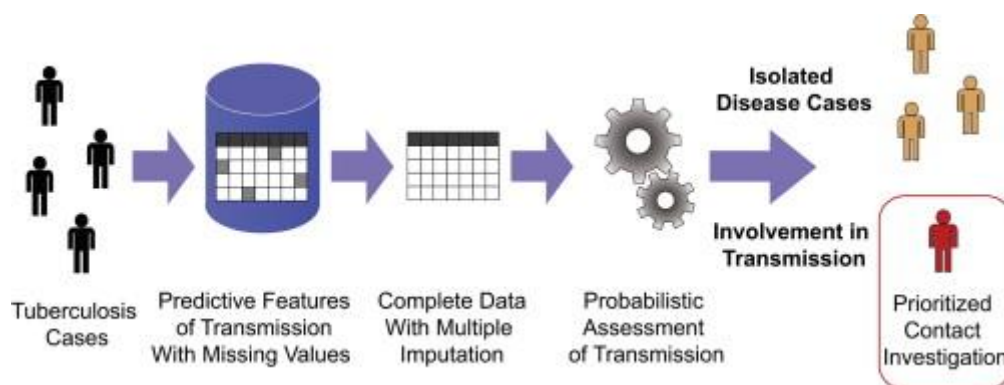 Isolated
Disease Cases
Involvement in
Transmission
Tuberculosis
Cases
Predictive Features
of Transmission
With Missing Values
Complete Data
With Multiple
Imputation
Probabilistic
Assessment
of Transmission
Prioritized
Contact
Investigation